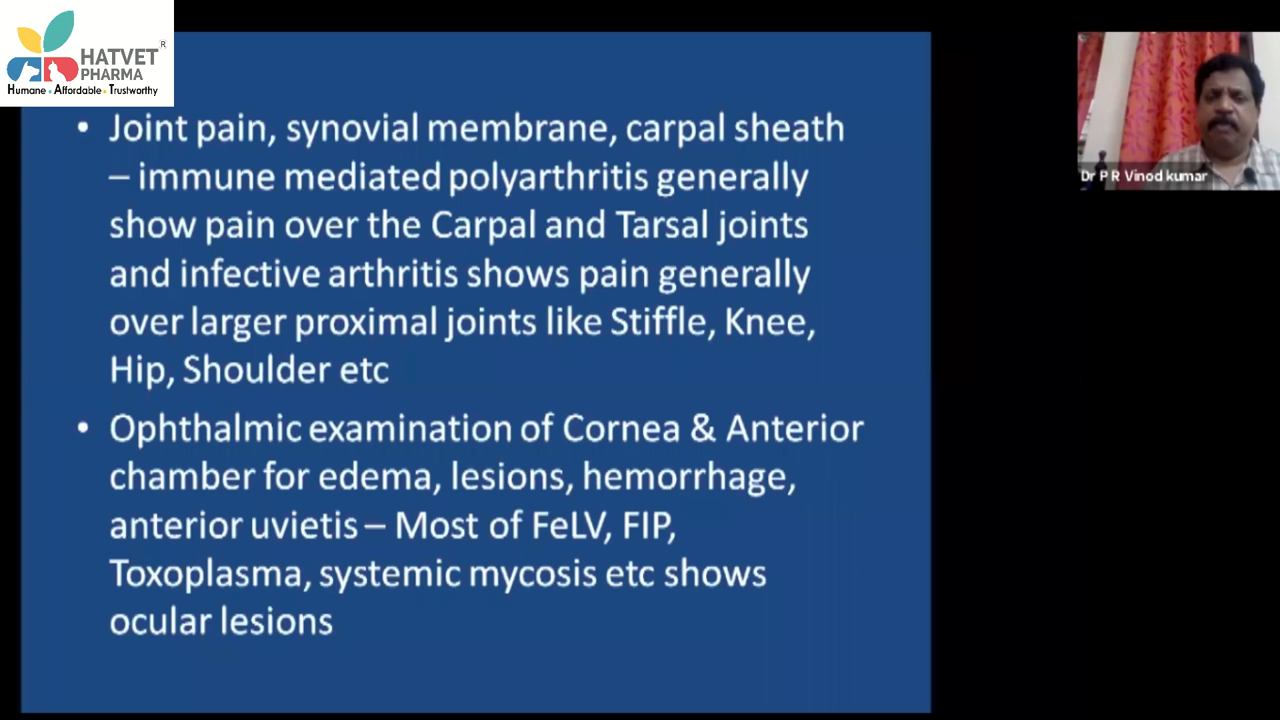 HATVET®
PHARMA
Humane • Affordable • Trustworthy
• Joint pain, synovial membrane, carpal sheath
– immune mediated polyarthritis generally
show pain over the Carpal and Tarsal joints
and infective arthritis shows pain generally
over larger proximal joints like Stiffle, Knee,
Hip, Shoulder etc
• Ophthalmic examination of Cornea & Anterior
chamber for edema, lesions, hemorrhage,
anterior uvietis – Most of FeLV, FIP,
Toxoplasma, systemic mycosis etc shows
ocular lesions
Dr P R Vinod kumar